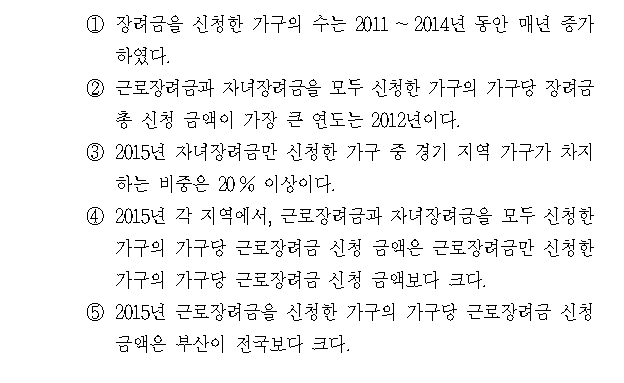 ① 장려금을 신청한 가구의 수는 2011 ~ 2014년 동안 매년 증가
하였다.
② 근로장려금과 자녀장려금을 모두 신청한 가구의 가구당 장려금
총 신청 금액이 가장 큰 연도는 2012년이다.
③ 2015년 자녀장려금만 신청한 가구 중 경기 지역 가구가 차지
하는 비중은 20 % 이상이다.
④ 2015년 각 지역에서, 근로장려금과 자녀장려금을 모두 신청한
가구의 가구당 근로장려금 신청 금액은 근로장려금만 신청한
가구의 가구당 근로장려금 신청 금액보다 크다.
⑤ 2015년 근로장려금을 신청한 가구의 가구당 근로장려금 신청
금액은 부산이 전국보다 크다.